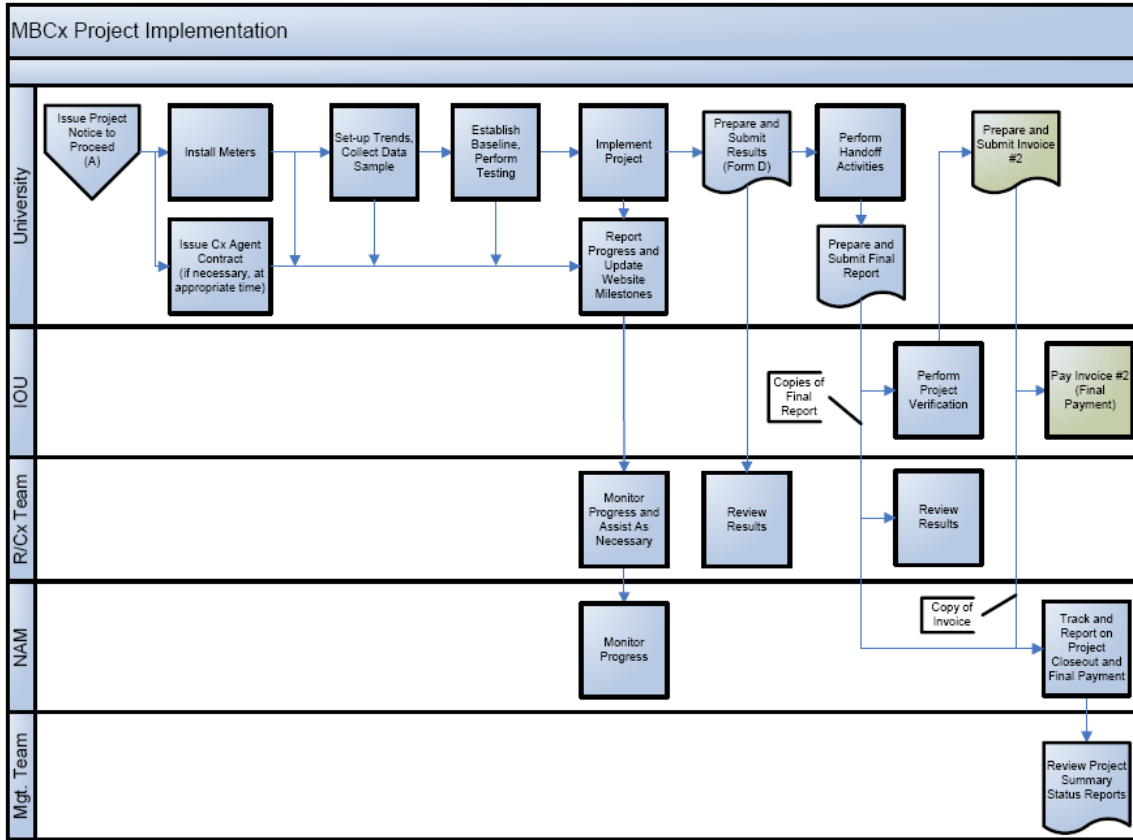 MBCx Project Implementation
University
Issue Project
Notice to
Proceed
(A)
Install Meters
Set-up Trends,
Collect Data
Sample
Establish
Baseline,
Perform
Testing
Implement
Project
Prepare and
Submit
Results
(Form D)
Perform
Handoff
Activities
Prepare and
Submit Invoice
#2
Issue Cx Agent
Contract
(if necessary, at
appropriate time)
Report
Progress and
Update
Website
Milestones
Prepare and
Submit Final
Report
IOU
Copies of
Final
Report
Perform
Project
Verification
Pay Invoice #2
(Final
Payment)
R/Cx Team
Monitor
Progress and
Assist As
Necessary
Review
Results
Review
Results
NAM
Monitor
Progress
Copy of
Invoice
Track and
Report on
Project
Closeout and
Final Payment
Mgt. Team
Review Project
Summary
Status Reports